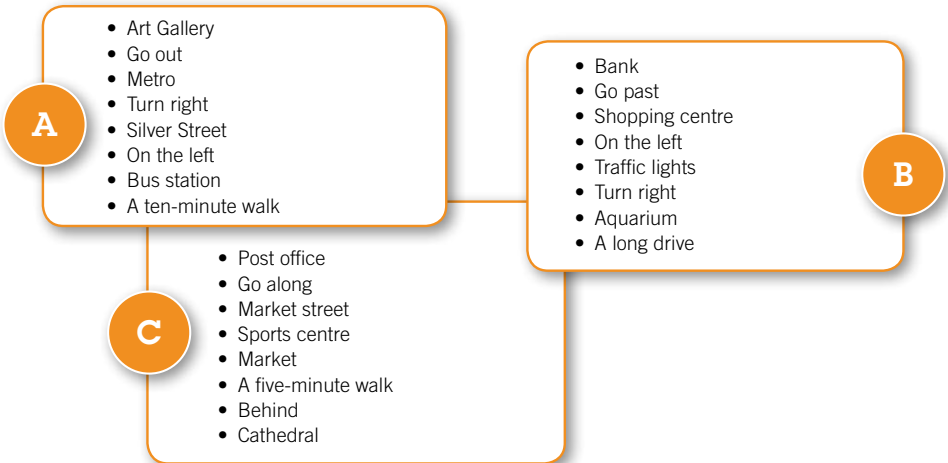 A
• Art Gallery
• Go out
• Metro
• Turn right
• Silver Street
• On the left
• Bus station
• A ten-minute walk
B
• Bank
• Go past
• Shopping centre
• On the left
• Traffic lights
• Turn right
• Aquarium
• A long drive
C
• Post office
• Go along
• Market street
• Sports centre
• Market
• A five-minute walk
• Behind
• Cathedral